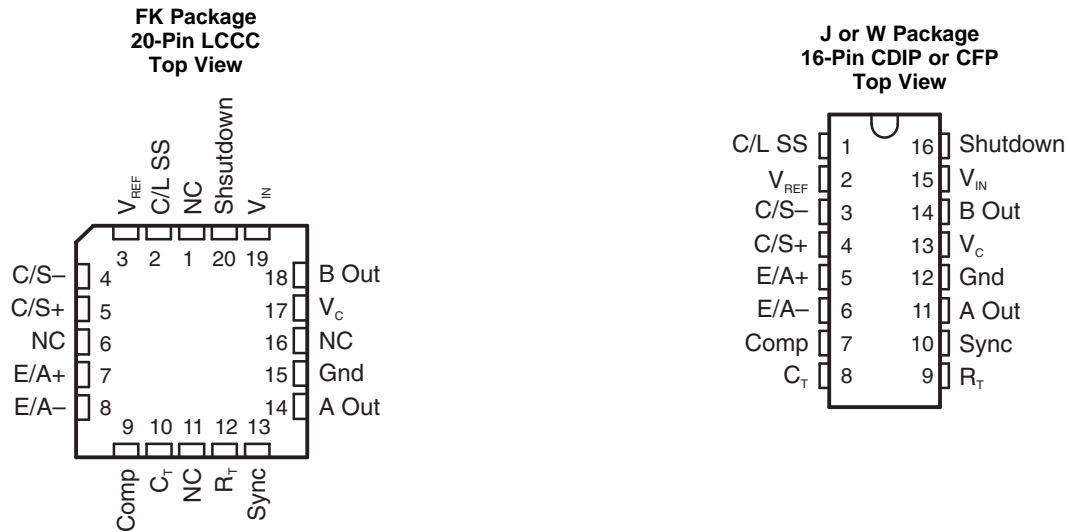 FK Package
20-Pin LCCC
Top View
VREF
C/L SS
NC
Shsutdown
VIN
3 2 1 20 19
C/S– 4 18 B Out
C/S+ 5 17 VC
NC 6 16 NC
E/A+ 7 15 Gnd
E/A– 8 14 A Out
9 10 11 12 13
Comp
CT
NC
RT
Sync
J or W Package
16-Pin CDIP or CFP
Top View
C/L SS 1 16 Shutdown
VREF 2 15 VIN
C/S– 3 14 B Out
C/S+ 4 13 VC
E/A+ 5 12 Gnd
E/A– 6 11 A Out
Comp 7 10 Sync
CT 8 9 RT